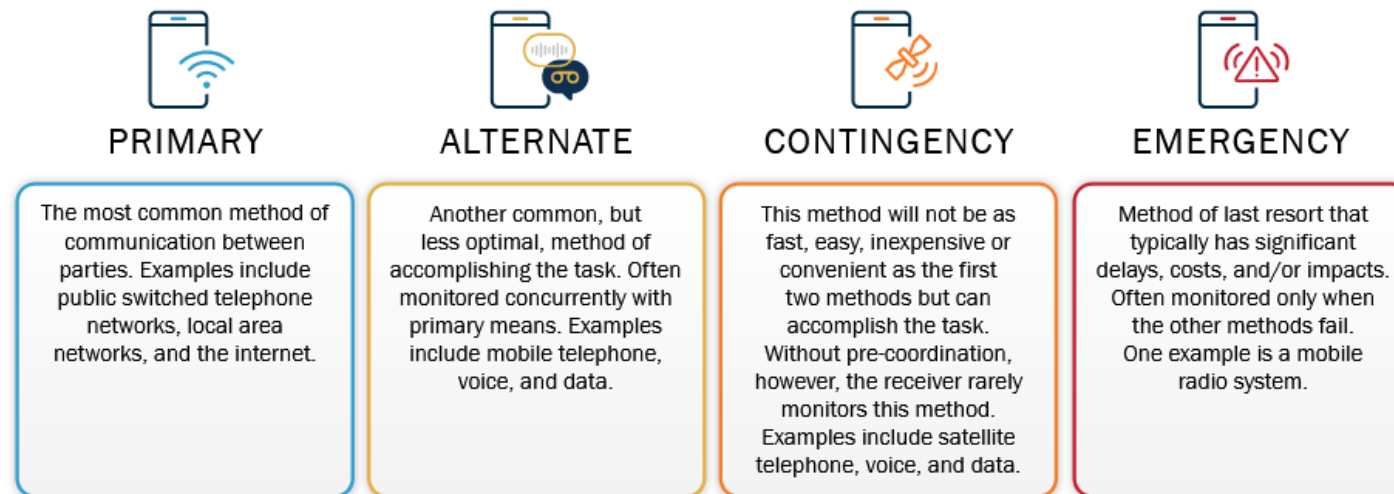 PRIMARY
The most common method of
communication between
parties. Examples include
public switched telephone
networks, local area
networks, and the internet.
ALTERNATE
Another common, but
less optimal, method of
accomplishing the task. Often
monitored concurrently with
primary means. Examples
include mobile telephone,
voice, and data.
CONTINGENCY
This method will not be as
fast, easy, inexpensive or
convenient as the first
two methods but can
accomplish the task.
Without pre-coordination,
however, the receiver rarely
monitors this method.
Examples include satellite
telephone, voice, and data.
EMERGENCY
Method of last resort that
typically has significant
delays, costs, and/or impacts.
Often monitored only when
the other methods fail.
One example is a mobile
radio system.